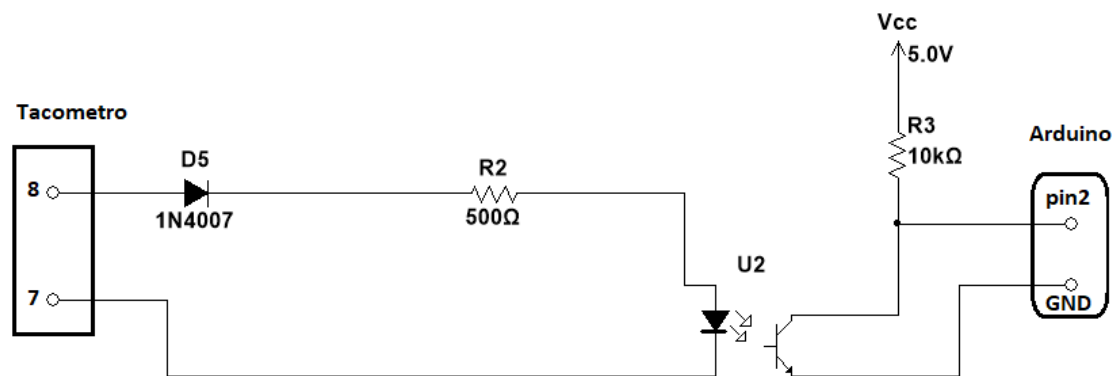 Vcc
5.0V
Tacometro
R3
10kΩ
Arduino
D5
8
1N4007
R2
500Ω
pin2
U2
7
GND